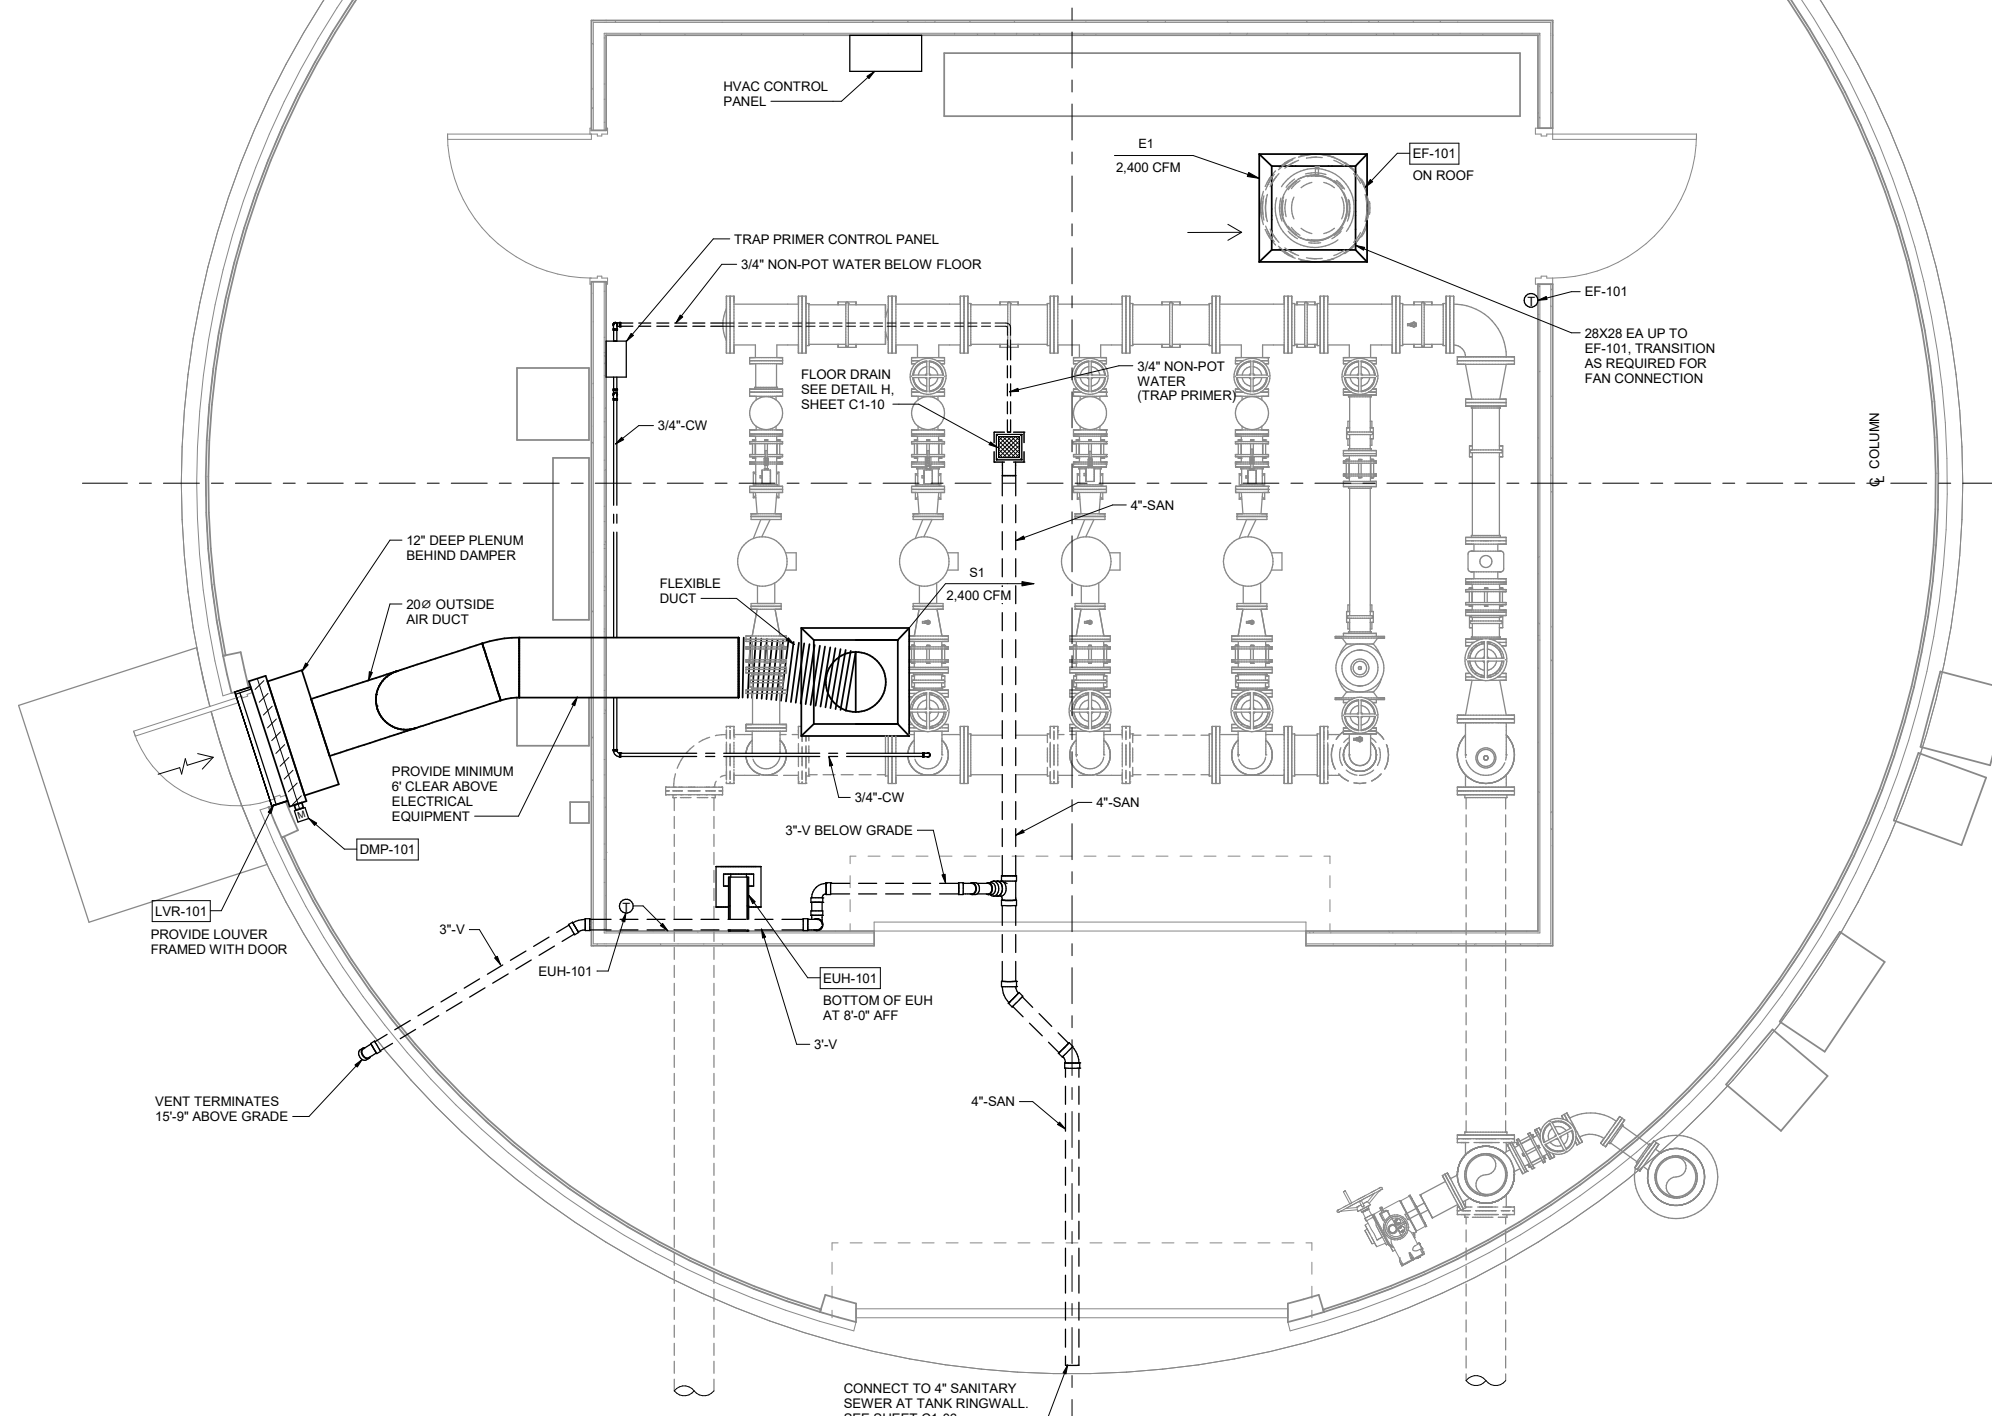 HVAC CONTROL
PANEL
E1
2,400 CFM
EF-101
ON ROOF
TRAP PRIMER CONTROL PANEL
3/4" NON-POT WATER BELOW FLOOR
T
EF-101
28X28 EA UP TO
EF-101, TRANSITION
AS REQUIRED FOR
FAN CONNECTION
FLOOR DRAIN
SEE DETAIL H,
SHEET C1-10
3/4" NON-POT
WATER
(TRAP PRIMER)
3/4"-CW
℄ COLUMN
4"-SAN
12" DEEP PLENUM
BEHIND DAMPER
FLEXIBLE
DUCT
S1
2,400 CFM
20Ø OUTSIDE
AIR DUCT
PROVIDE MINIMUM
6' CLEAR ABOVE
ELECTRICAL
EQUIPMENT
3/4"-CW
4"-SAN
M
DMP-101
3"-V BELOW GRADE
LVR-101
PROVIDE LOUVER
FRAMED WITH DOOR
3"-V
T
EUH-101
EUH-101
BOTTOM OF EUH
AT 8'-0" AFF
3'-V
VENT TERMINATES
15'-9" ABOVE GRADE
4"-SAN
CONNECT TO 4" SANITARY
SEWER AT TANK RINGWALL.
SEE SHEET